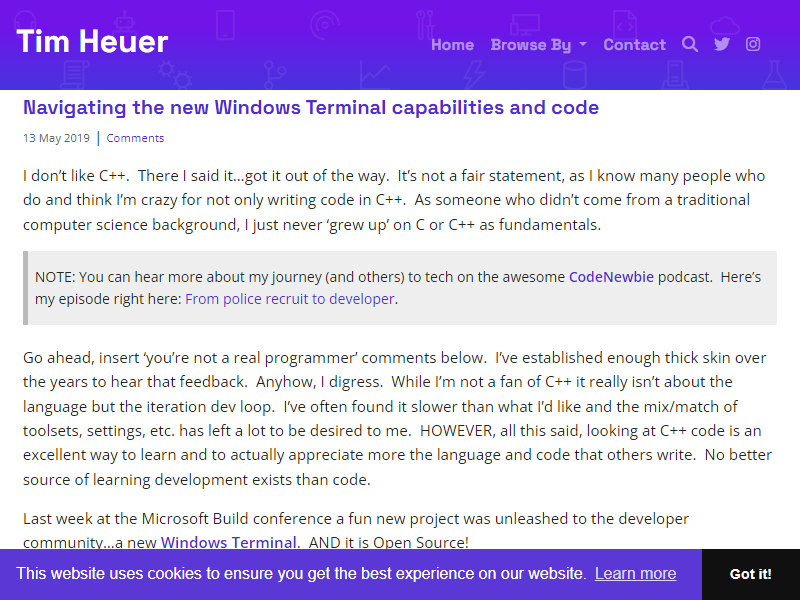 Tim Heuer
Home Browse By Contact
Navigating the new Windows Terminal capabilities and code
13 May 2019 | Comments
I don’t like C++.  There I said it…got it out of the way.  It’s not a fair statement, as I know many people who
do and think I’m crazy for not only writing code in C++.  As someone who didn’t come from a traditional
computer science background, I just never ‘grew up’ on C or C++ as fundamentals.
NOTE: You can hear more about my journey (and others) to tech on the awesome CodeNewbie podcast.  Here’s
my episode right here: From police recruit to developer.
Go ahead, insert ‘you’re not a real programmer’ comments below.  I’ve established enough thick skin over
the years to hear that feedback.  Anyhow, I digress.  While I’m not a fan of C++ it really isn’t about the
language but the iteration dev loop.  I’ve often found it slower than what I’d like and the mix/match of
toolsets, settings, etc. has left a lot to be desired to me.  HOWEVER, all this said, looking at C++ code is an
excellent way to learn and to actually appreciate more the language and code that others write.  No better
source of learning development exists than code.
Last week at the Microsoft Build conference a fun new project was unleashed to the developer
community…a new Windows Terminal.  AND it is Open Source!
This website uses cookies to ensure you get the best experience on our website. Learn more
Got it!